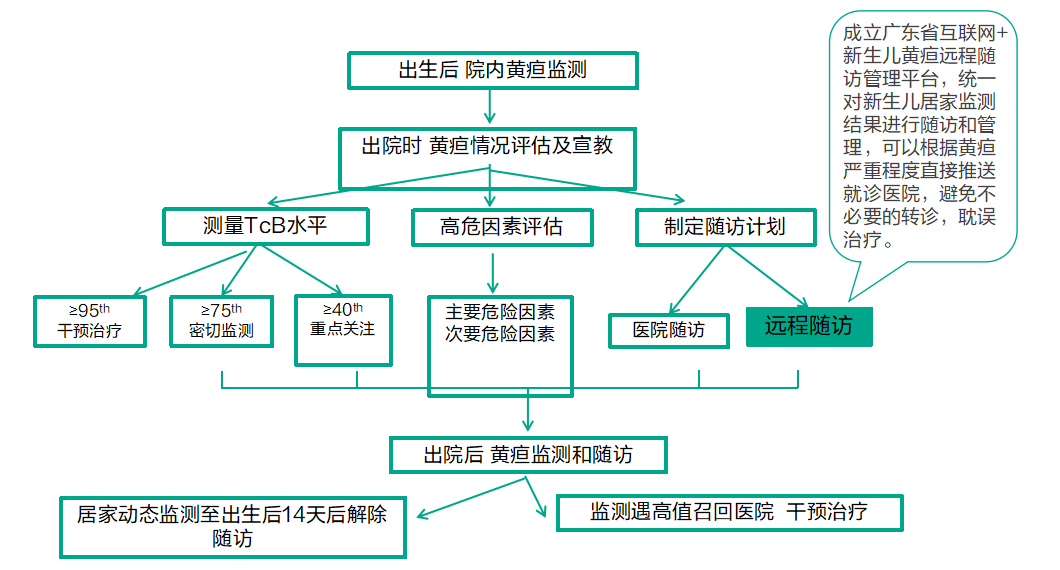 出生后 院内黄疸监测
出院时 黄疸情况评估及宣教
成立广东省互联网+
新生儿黄疸远程随
访管理平台，统一
对新生儿居家监测
结果进行随访和管
理，可以根据黄疸
严重程度直接推送
就诊医院，避免不
必要的转诊，耽误
治疗。
测量TcB水平
高危因素评估
制定随访计划
≥95th
干预治疗
≥75th
密切监测
≥40th
重点关注
主要危险因素
次要危险因素
医院随访
远程随访
出院后 黄疸监测和随访
居家动态监测至出生后14天后解除
随访
监测遇高值召回医院 干预治疗